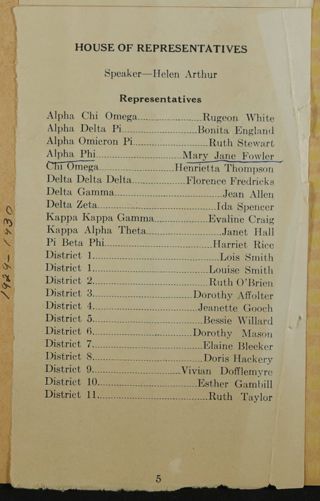 HOUSE OF REPRESENTATIVES
Speaker—Helen Arthur
Representatives
Alpha Chi Omega........................Rugeon White
Alpha Delta Pi........................Bonita England
Alpha Omicron Pi........................Ruth Stewart
Alpha Phi........................Mary Jane Fowler
Chi Omega........................Henrietta Thompson
Delta Delta Delta........................Florence Fredricks
Delta Gamma........................Jean Allen
Delta Zeta........................Ida Spencer
Kappa Kappa Gamma........................Evaline Craig
Kappa Alpha Theta........................Janet Hall
Pi Beta Phi........................Harriet Rice
District 1........................Lois Smith
District 1........................Louise Smith
District 2........................Ruth O'Brien
District 3........................Dorothy Affolter
District 4........................Jeanette Gooch
District 5........................Bessie Willard
District 6........................Dorothy Mason
District 7........................Elaine Bleeker
District 8........................Doris Hackery
District 9........................Vivian Dofflemyre
District 10........................Esther Gambill
District 11........................Ruth Taylor
5
1929-1930